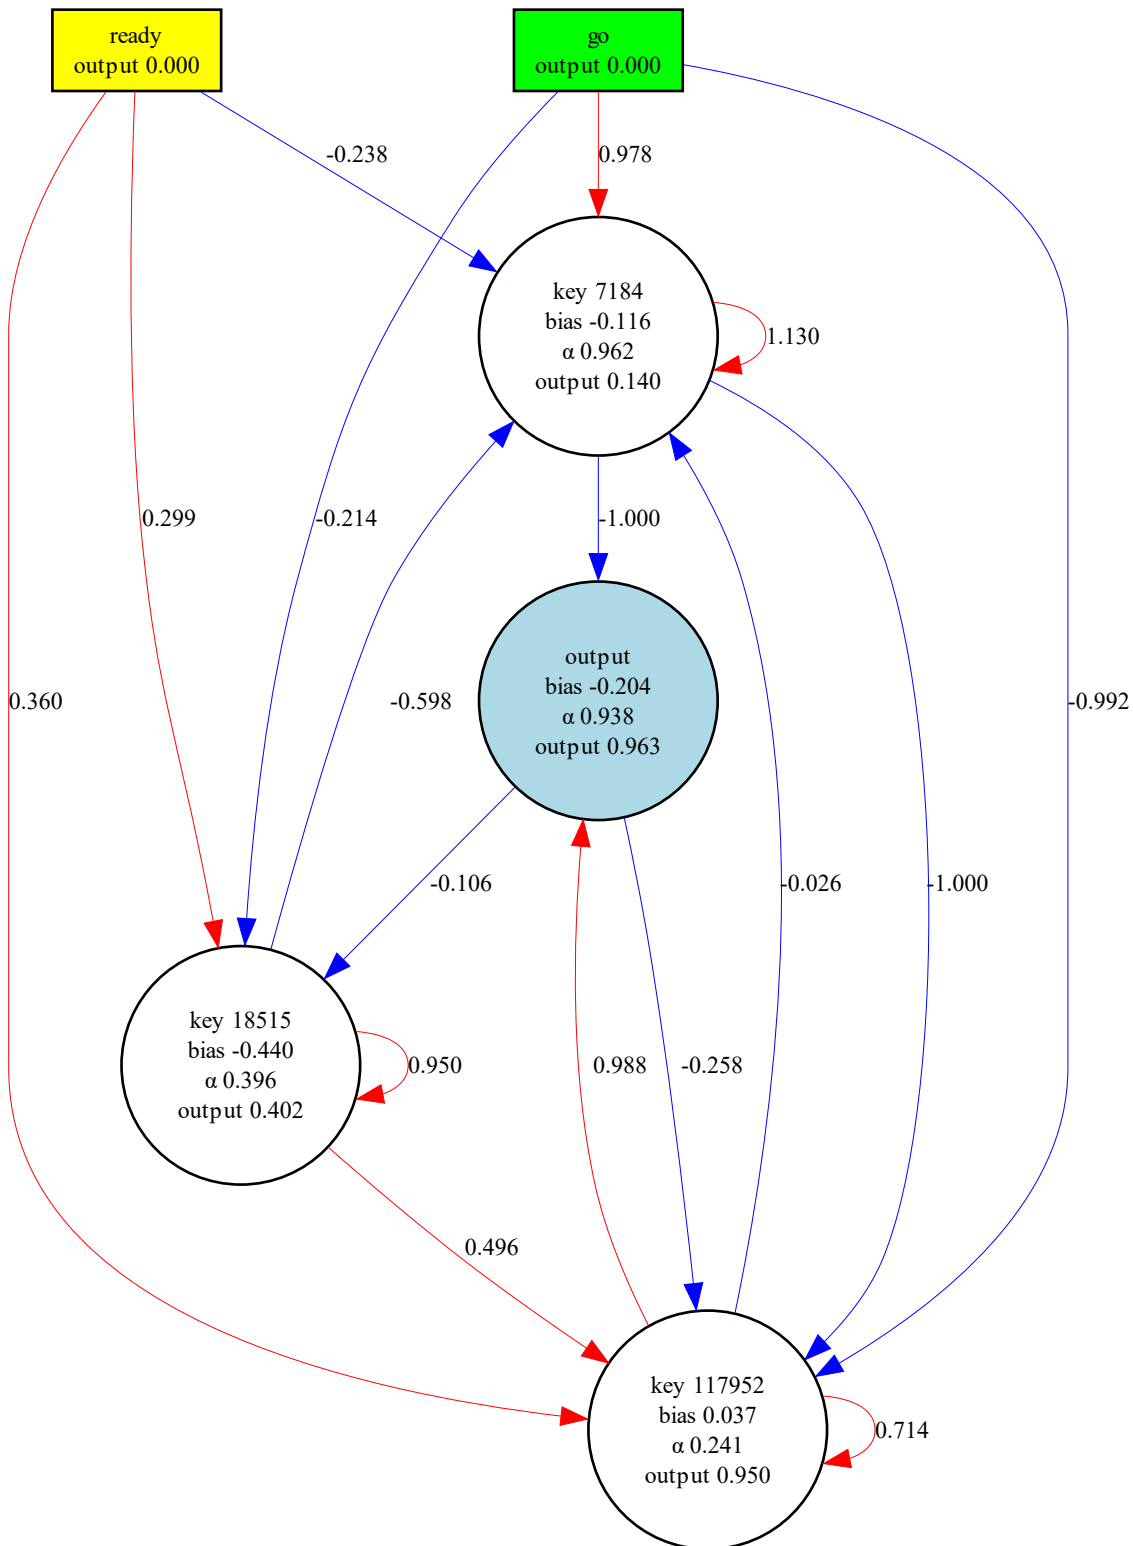 ready
output 0.000
go
output 0.000
-0.238
0.978
key 7184
bias -0.116
α 0.962
output 0.140
1.130
0.299
-0.214
-1.000
output
bias -0.204
α 0.938
output 0.963
0.360
-0.598
-0.992
-0.106
-0.026
-1.000
key 18515
bias -0.440
α 0.396
output 0.402
0.950
0.988
-0.258
0.496
key 117952
bias 0.037
α 0.241
output 0.950
0.714